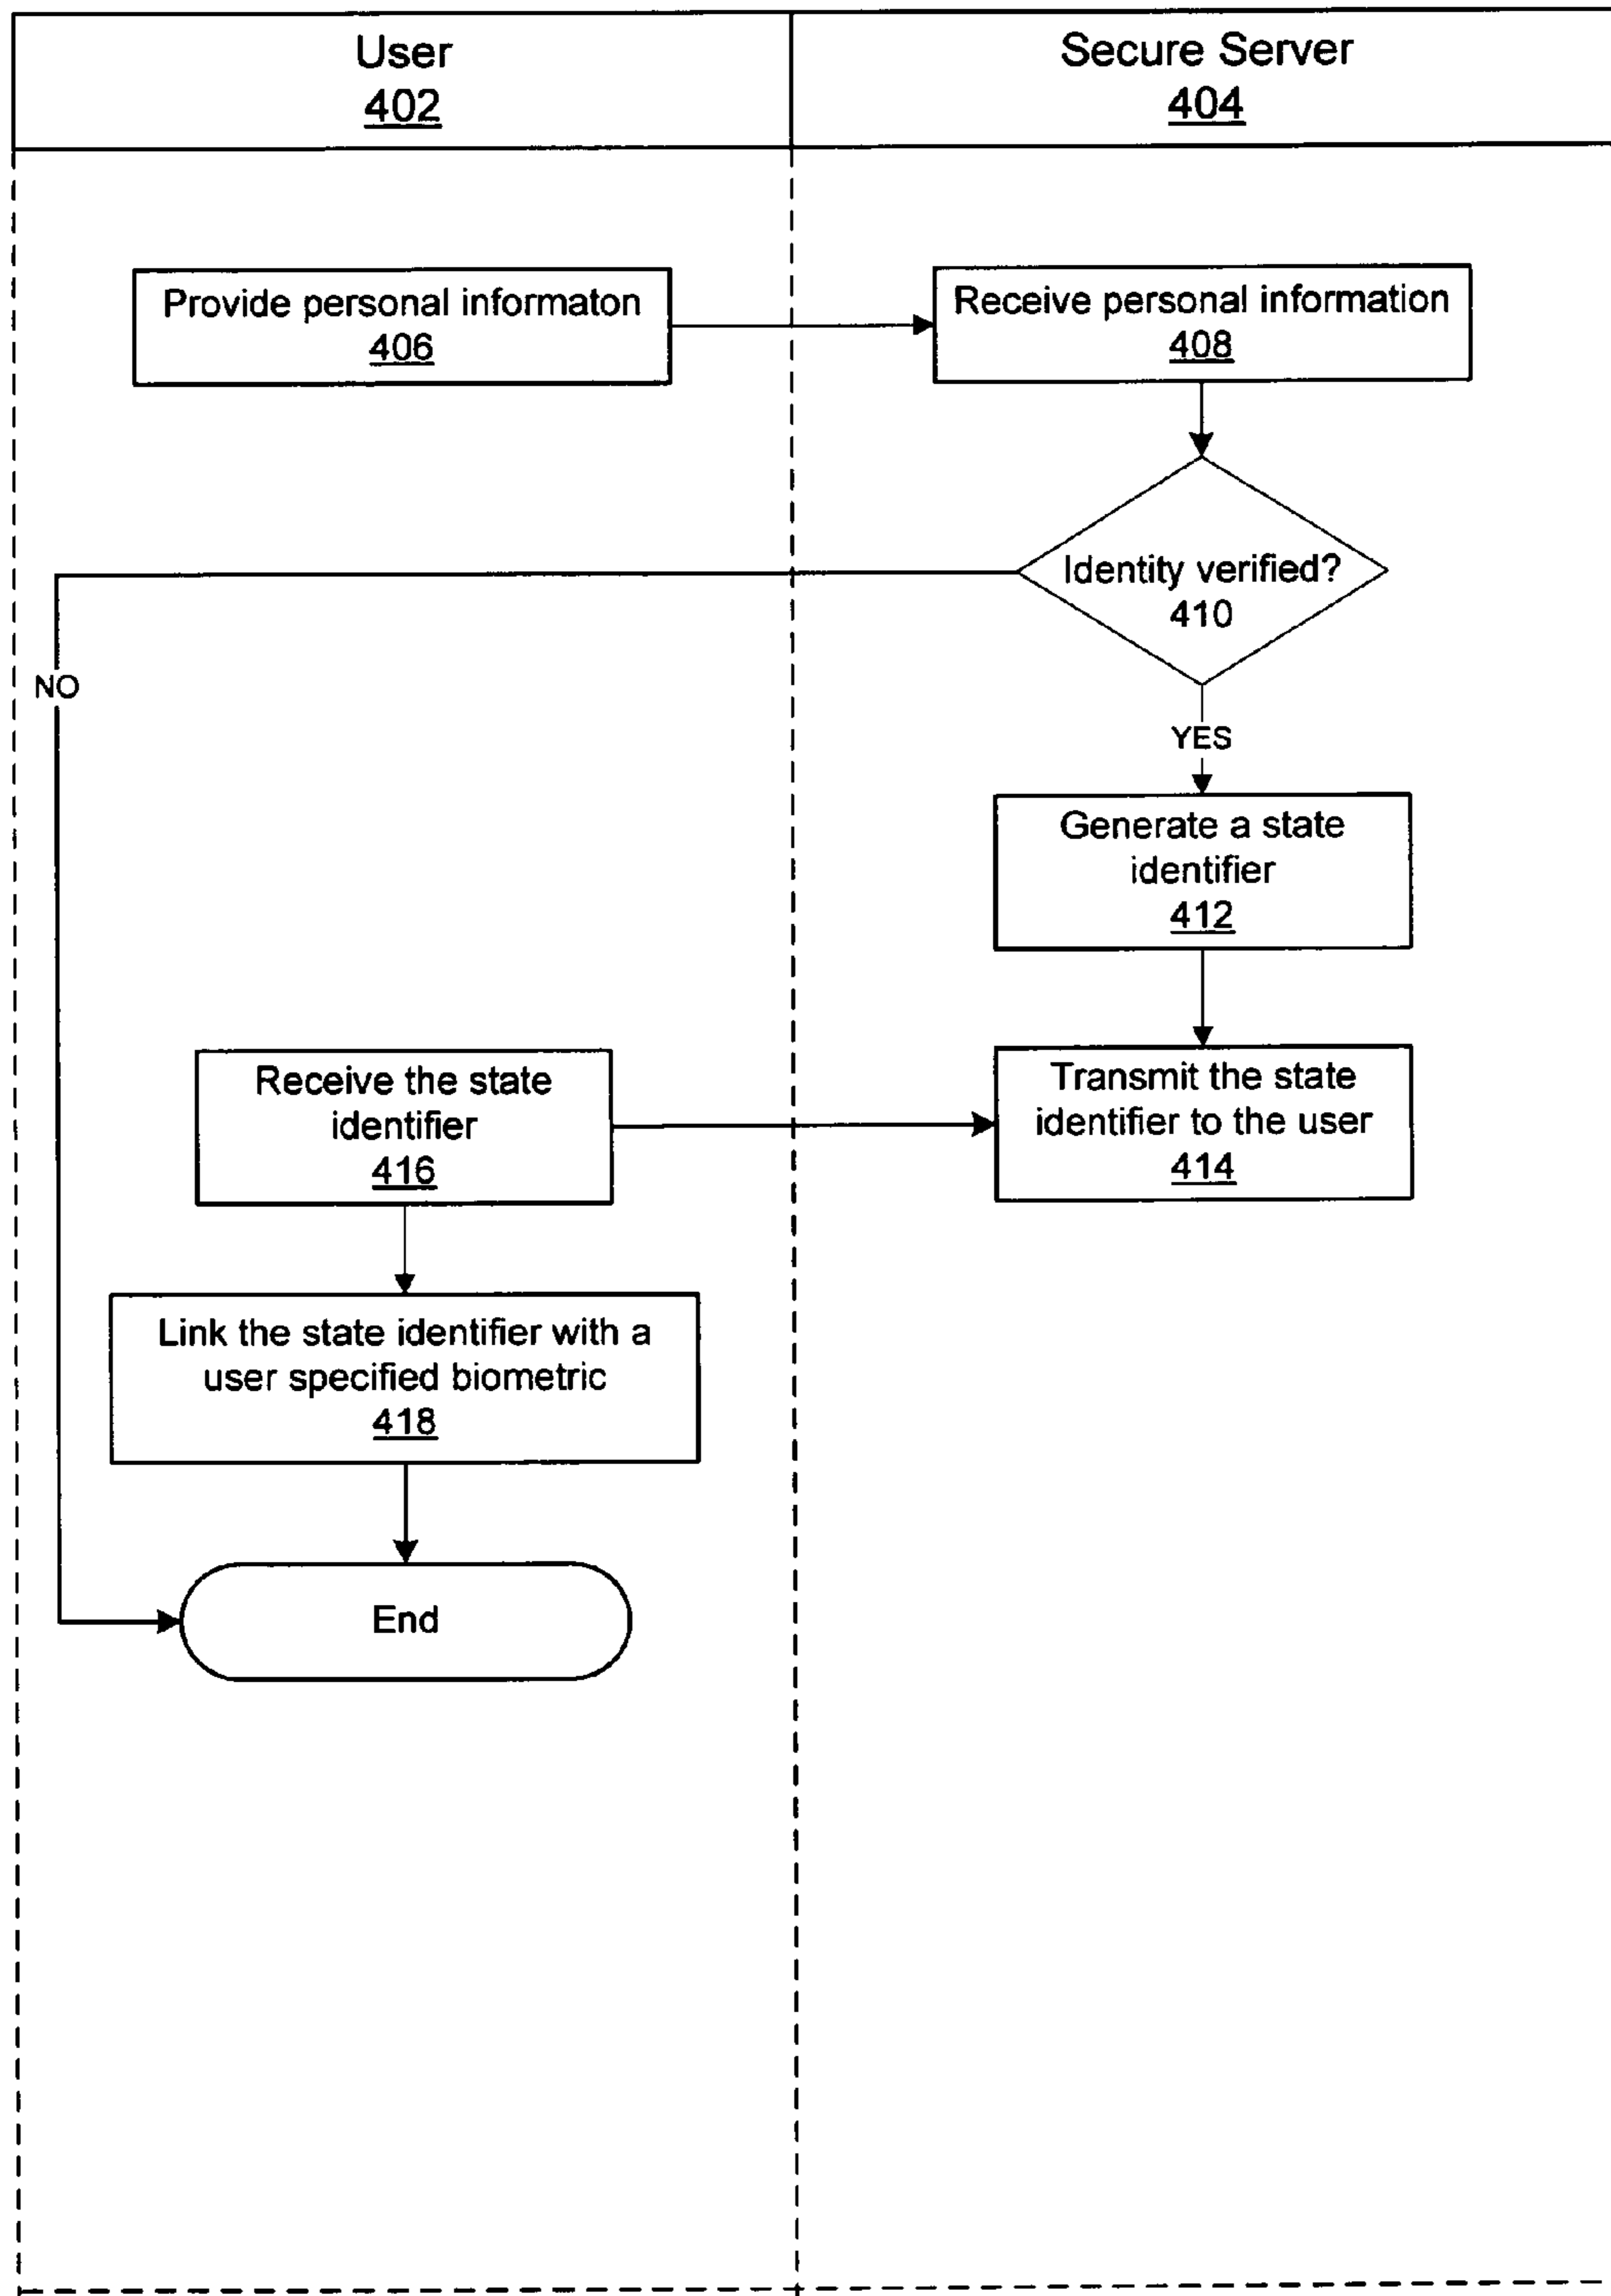 User
402
Secure Server
404
Provide personal informaton
406
Receive personal information
408
Identity verified?
410
NO
YES
Generate a state
identifier
412
Receive the state
identifier
416
Transmit the state
identifier to the user
414
Link the state identifier with a
user specified biometric
418
End